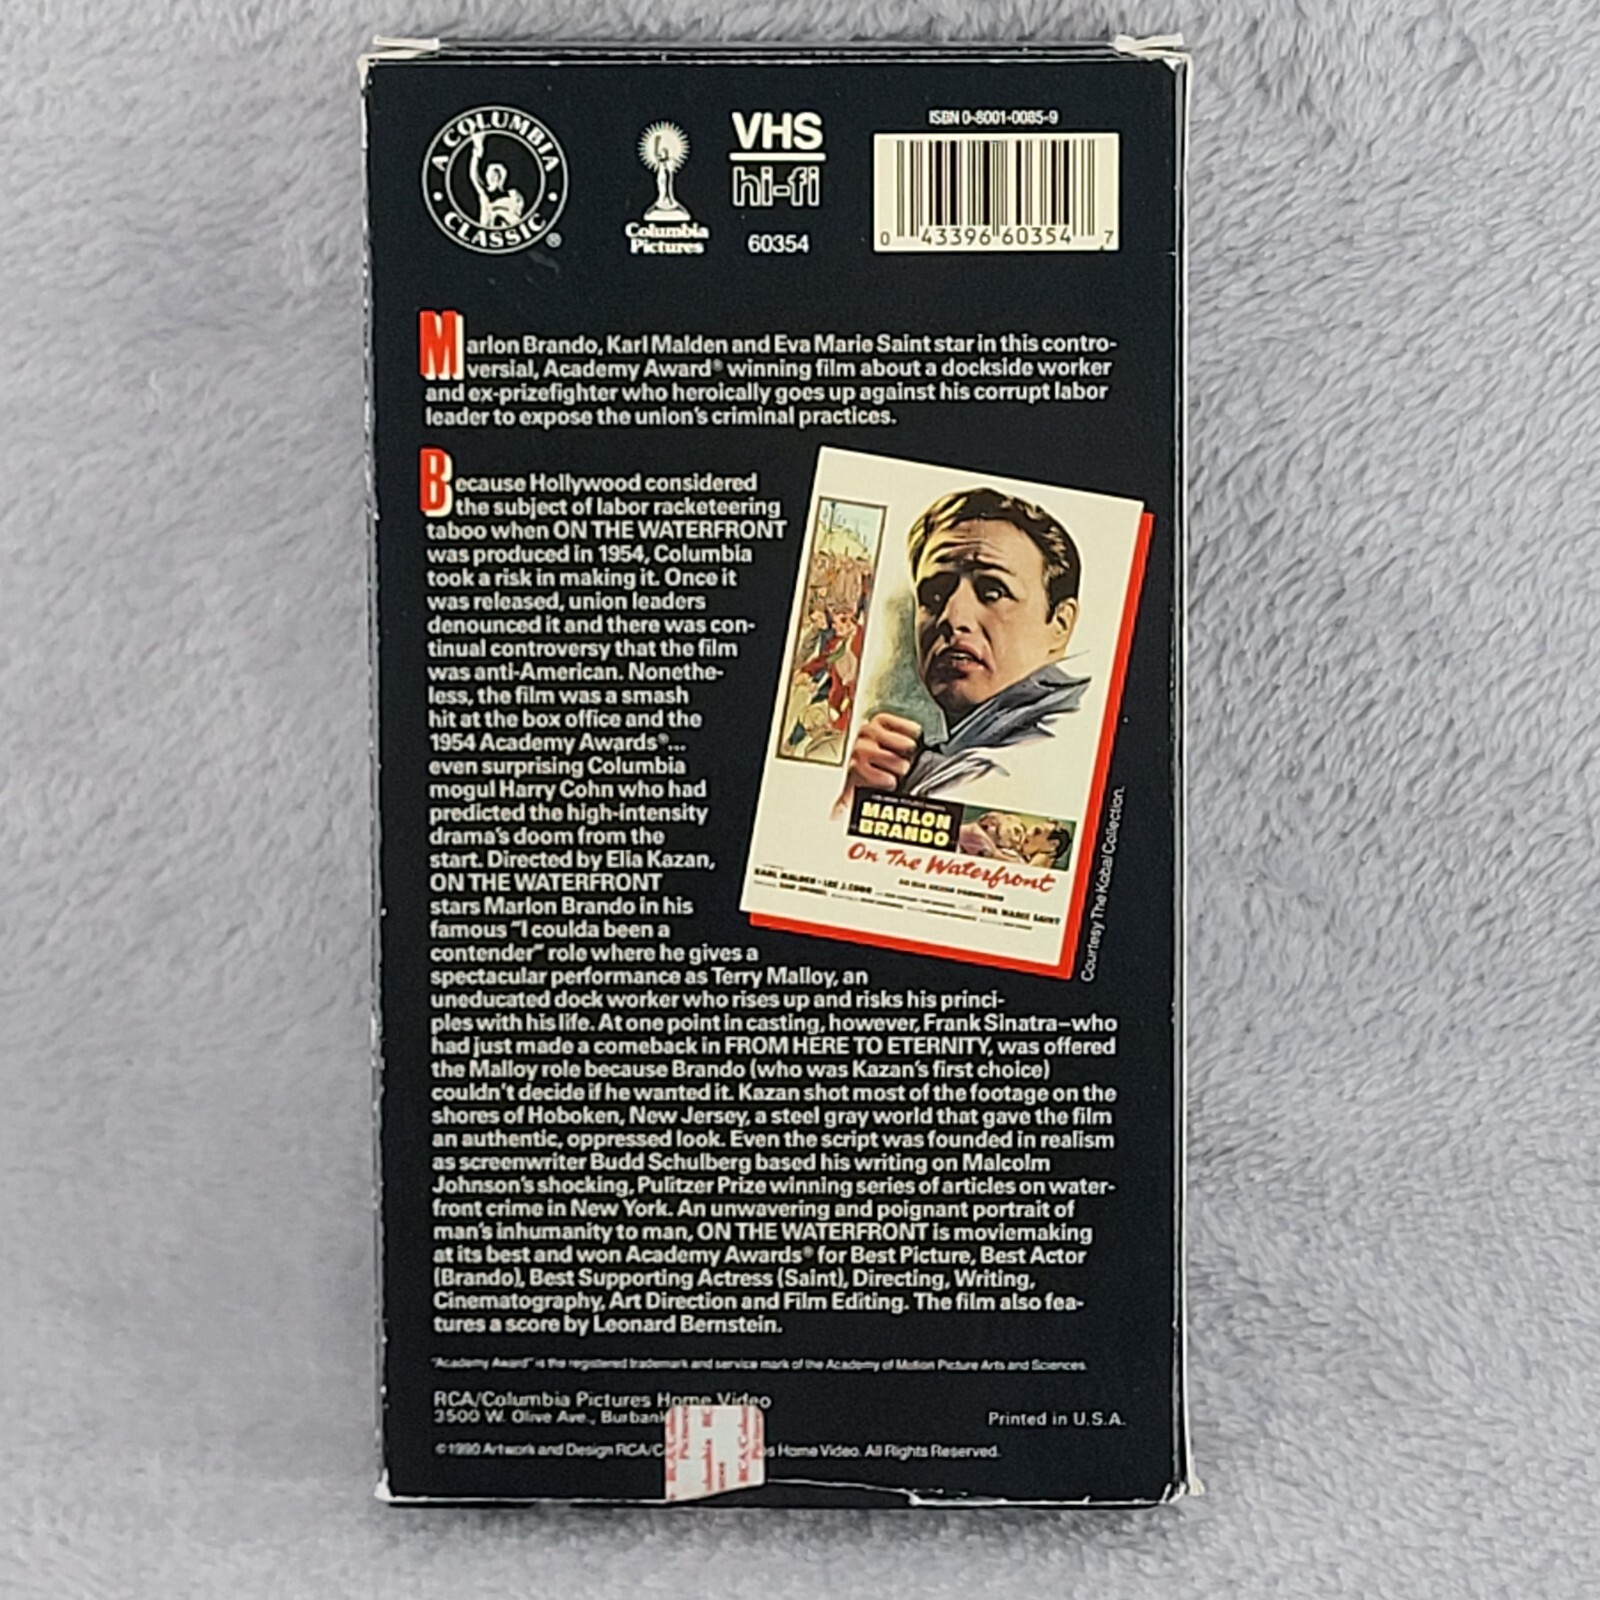 A COLUMBIA CLASSIC ®
Columbia
Pictures
VHS
hi-fi
60354
ISBN 0-8001-0085-9
0 43396 60354 7
Marlon Brando, Karl Malden and Eva Marie Saint star in this contro-
versial, Academy Award® winning film about a dockside worker
and ex-prizefighter who heroically goes up against his corrupt labor
leader to expose the union's criminal practices.
Because Hollywood considered
the subject of labor racketeering
taboo when ON THE WATERFRONT
was produced in 1954, Columbia
took a risk in making it. Once it
was released, union leaders
denounced it and there was con-
tinual controversy that the film
was anti-American. Nonethe-
less, the film was a smash
hit at the box office and the
1954 Academy Awards®...
even surprising Columbia
mogul Harry Cohn who had
predicted the high-intensity
drama's doom from the
start. Directed by Elia Kazan,
ON THE WATERFRONT
stars Marlon Brando in his
famous "I coulda been a
contender" role where he gives a
spectacular performance as Terry Malloy, an
uneducated dock worker who rises up and risks his princi-
ples with his life. At one point in casting, however, Frank Sinatra–who
had just made a comeback in FROM HERE TO ETERNITY, was offered
the Malloy role because Brando (who was Kazan's first choice)
couldn't decide if he wanted it. Kazan shot most of the footage on the
shores of Hoboken, New Jersey, a steel gray world that gave the film
an authentic, oppressed look. Even the script was founded in realism
as screenwriter Budd Schulberg based his writing on Malcolm
Johnson's shocking, Pulitzer Prize winning series of articles on water-
front crime in New York. An unwavering and poignant portrait of
man's inhumanity to man, ON THE WATERFRONT is moviemaking
at its best and won Academy Awards® for Best Picture, Best Actor
(Brando), Best Supporting Actress (Saint), Directing, Writing,
Cinematography, Art Direction and Film Editing. The film also fea-
tures a score by Leonard Bernstein.
MARLON
BRANDO
On The Waterfront
KARL MALDEN • LEE J. COBB
EVA MARIE SAINT
Courtesy The Kobal Collection.
"Academy Award" is the registered trademark and service mark of the Academy of Motion Picture Arts and Sciences.
RCA/Columbia Pictures Home Video
3500 W. Olive Ave., Burbank
Printed in U.S.A.
©1990 Artwork and Design RCA/C s Home Video. All Rights Reserved.